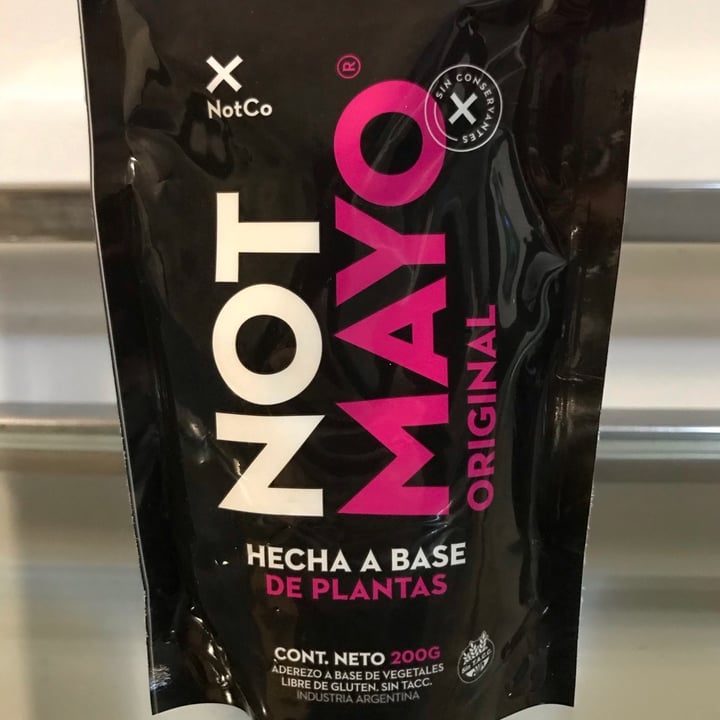 NotCo
SIN CONSERVANTES
NOT
MAYO®
ORIGINAL
HECHA A BASE
DE PLANTAS
CONT. NETO 200G
ADEREZO A BASE DE VEGETALES
LIBRE DE GLUTEN. SIN TACC.
INDUSTRIA ARGENTINA